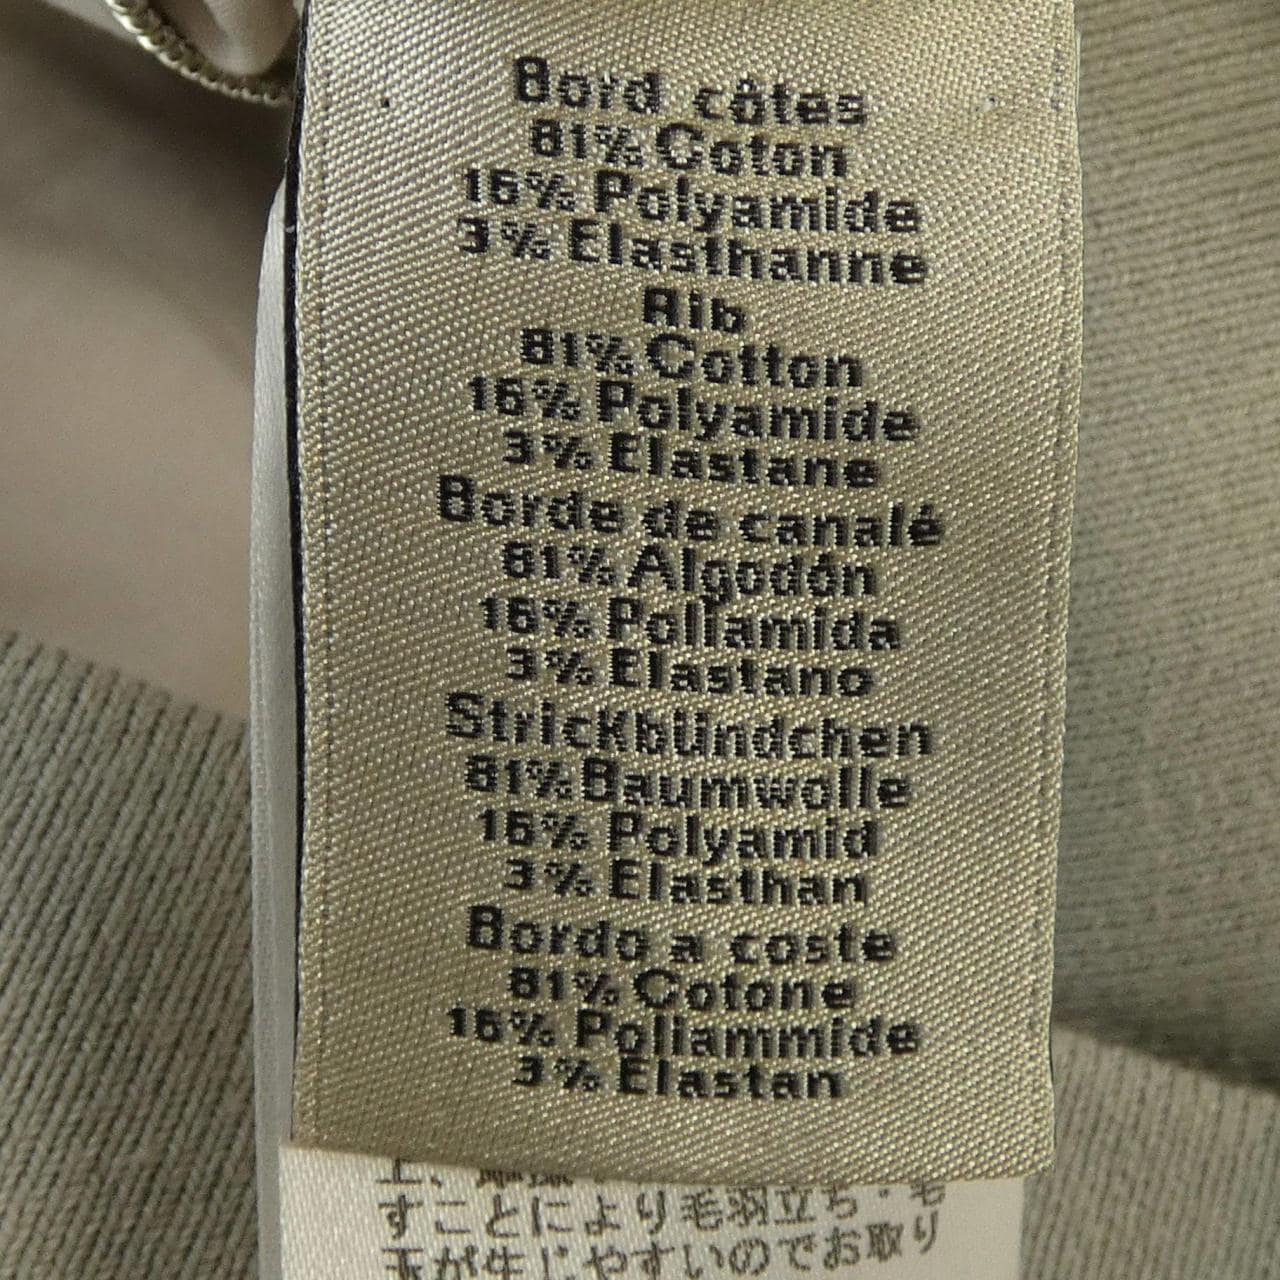 Bord côtes
81% Coton
16% Polyamide
3% Elasthanne
Rib
81% Cotton
16% Polyamide
3% Elastane
Borde de canalé
81% Algodón
16% Poliamida
3% Elastano
Strickbündchen
81% Baumwolle
16% Polyamid
3% Elasthan
Bordo a coste
81% Cotone
16% Poliammide
3% Elastan
すことにより毛羽立ち・毛
玉が生じやすいのでお取り